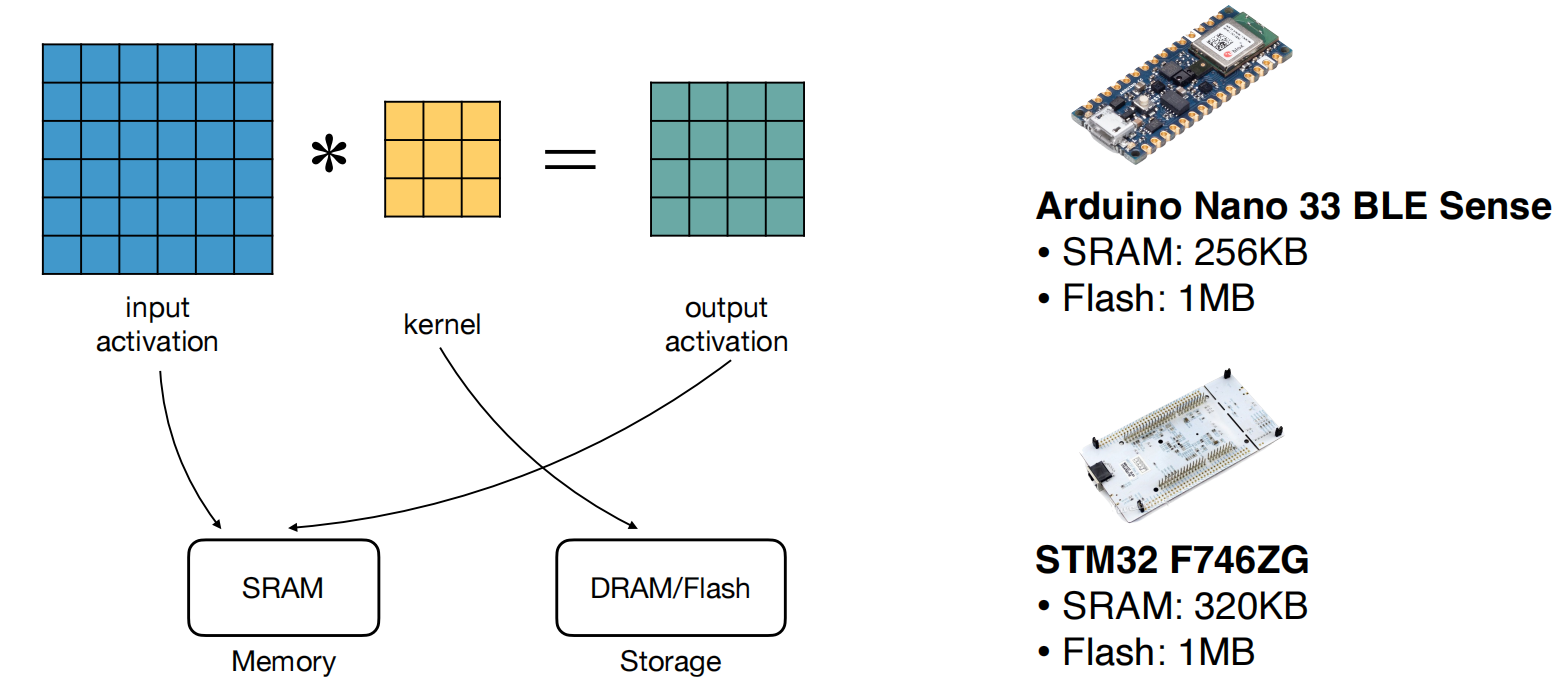 input
activation
*
kernel
=
output
activation
SRAM
Memory
DRAM/Flash
Storage
Arduino Nano 33 BLE Sense
• SRAM: 256KB
• Flash: 1MB
STM32 F746ZG
• SRAM: 320KB
• Flash: 1MB